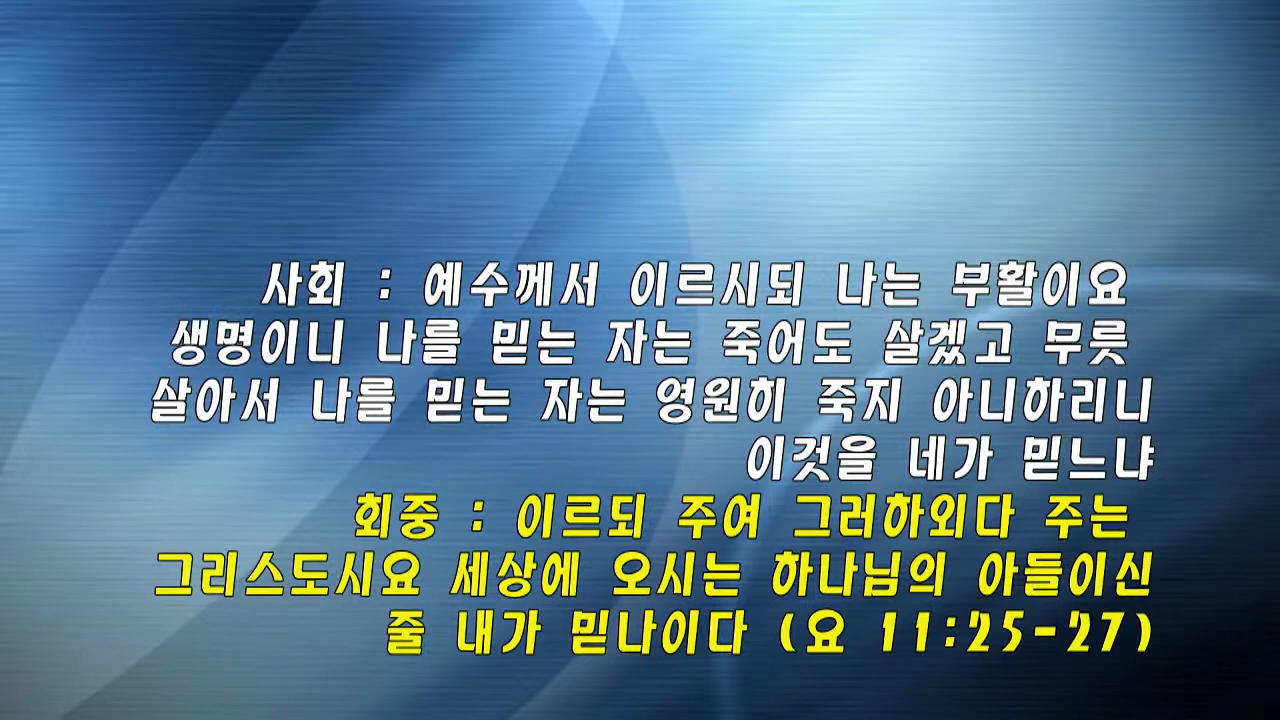 사회 : 예수께서 이르시되 나는 부활이요
생명이니 나를 믿는 자는 죽어도 살겠고 무릇
살아서 나를 믿는 자는 영원히 죽지 아니하리니
이것을 네가 믿느냐
회중 : 이르되 주여 그러하외다 주는
그리스도시요 세상에 오시는 하나님의 아들이신
줄 내가 믿나이다 (요 11:25-27)